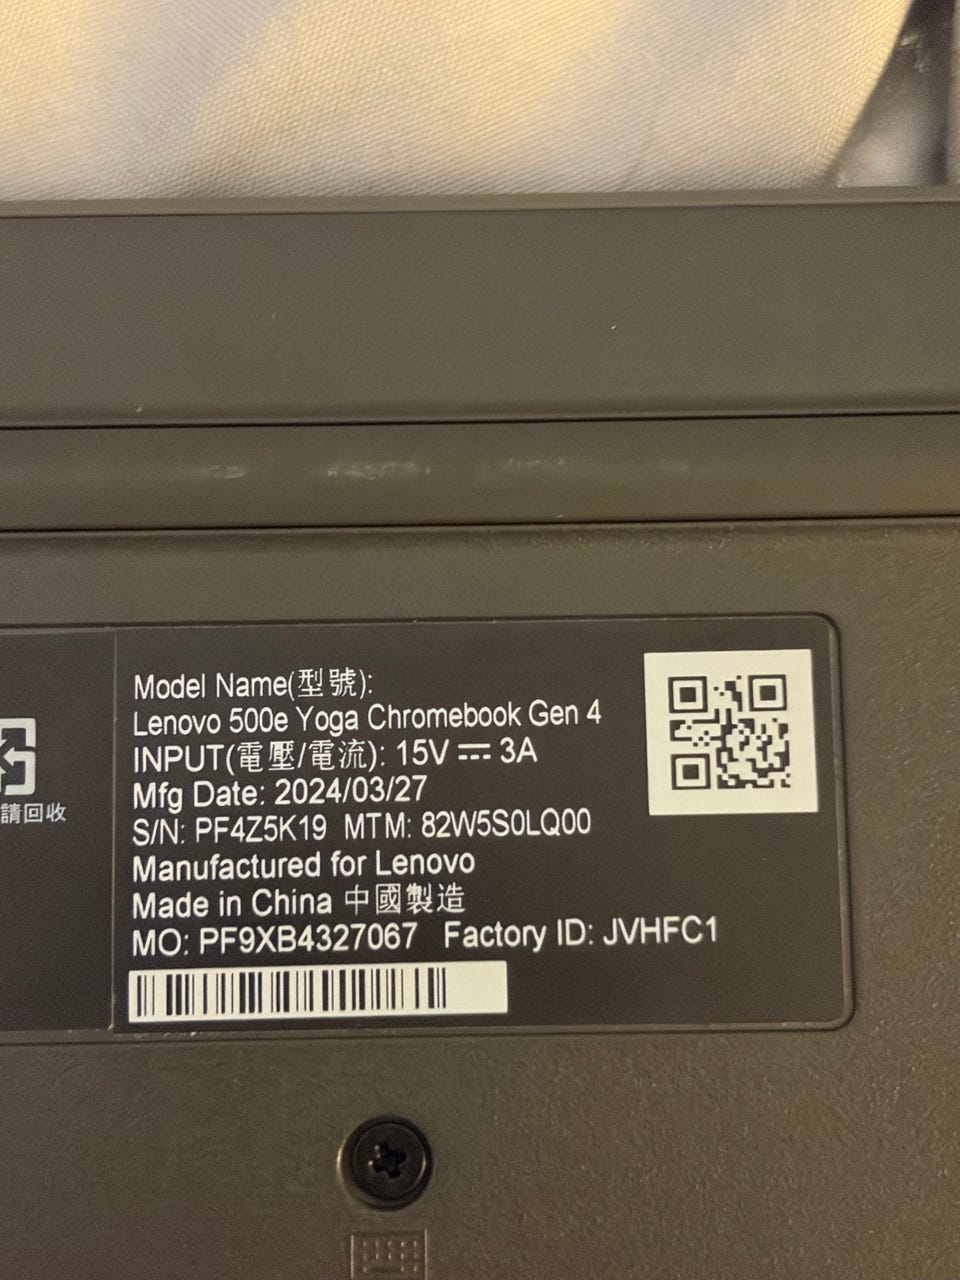 Model Name(型號):
Lenovo 500e Yoga Chromebook Gen 4
INPUT(電壓/電流): 15V ⎓ 3A
Mfg Date: 2024/03/27
S/N: PF4Z5K19 MTM: 82W5S0LQ00
Manufactured for Lenovo
Made in China 中國製造
MO: PF9XB4327067 Factory ID: JVHFC1
請回收